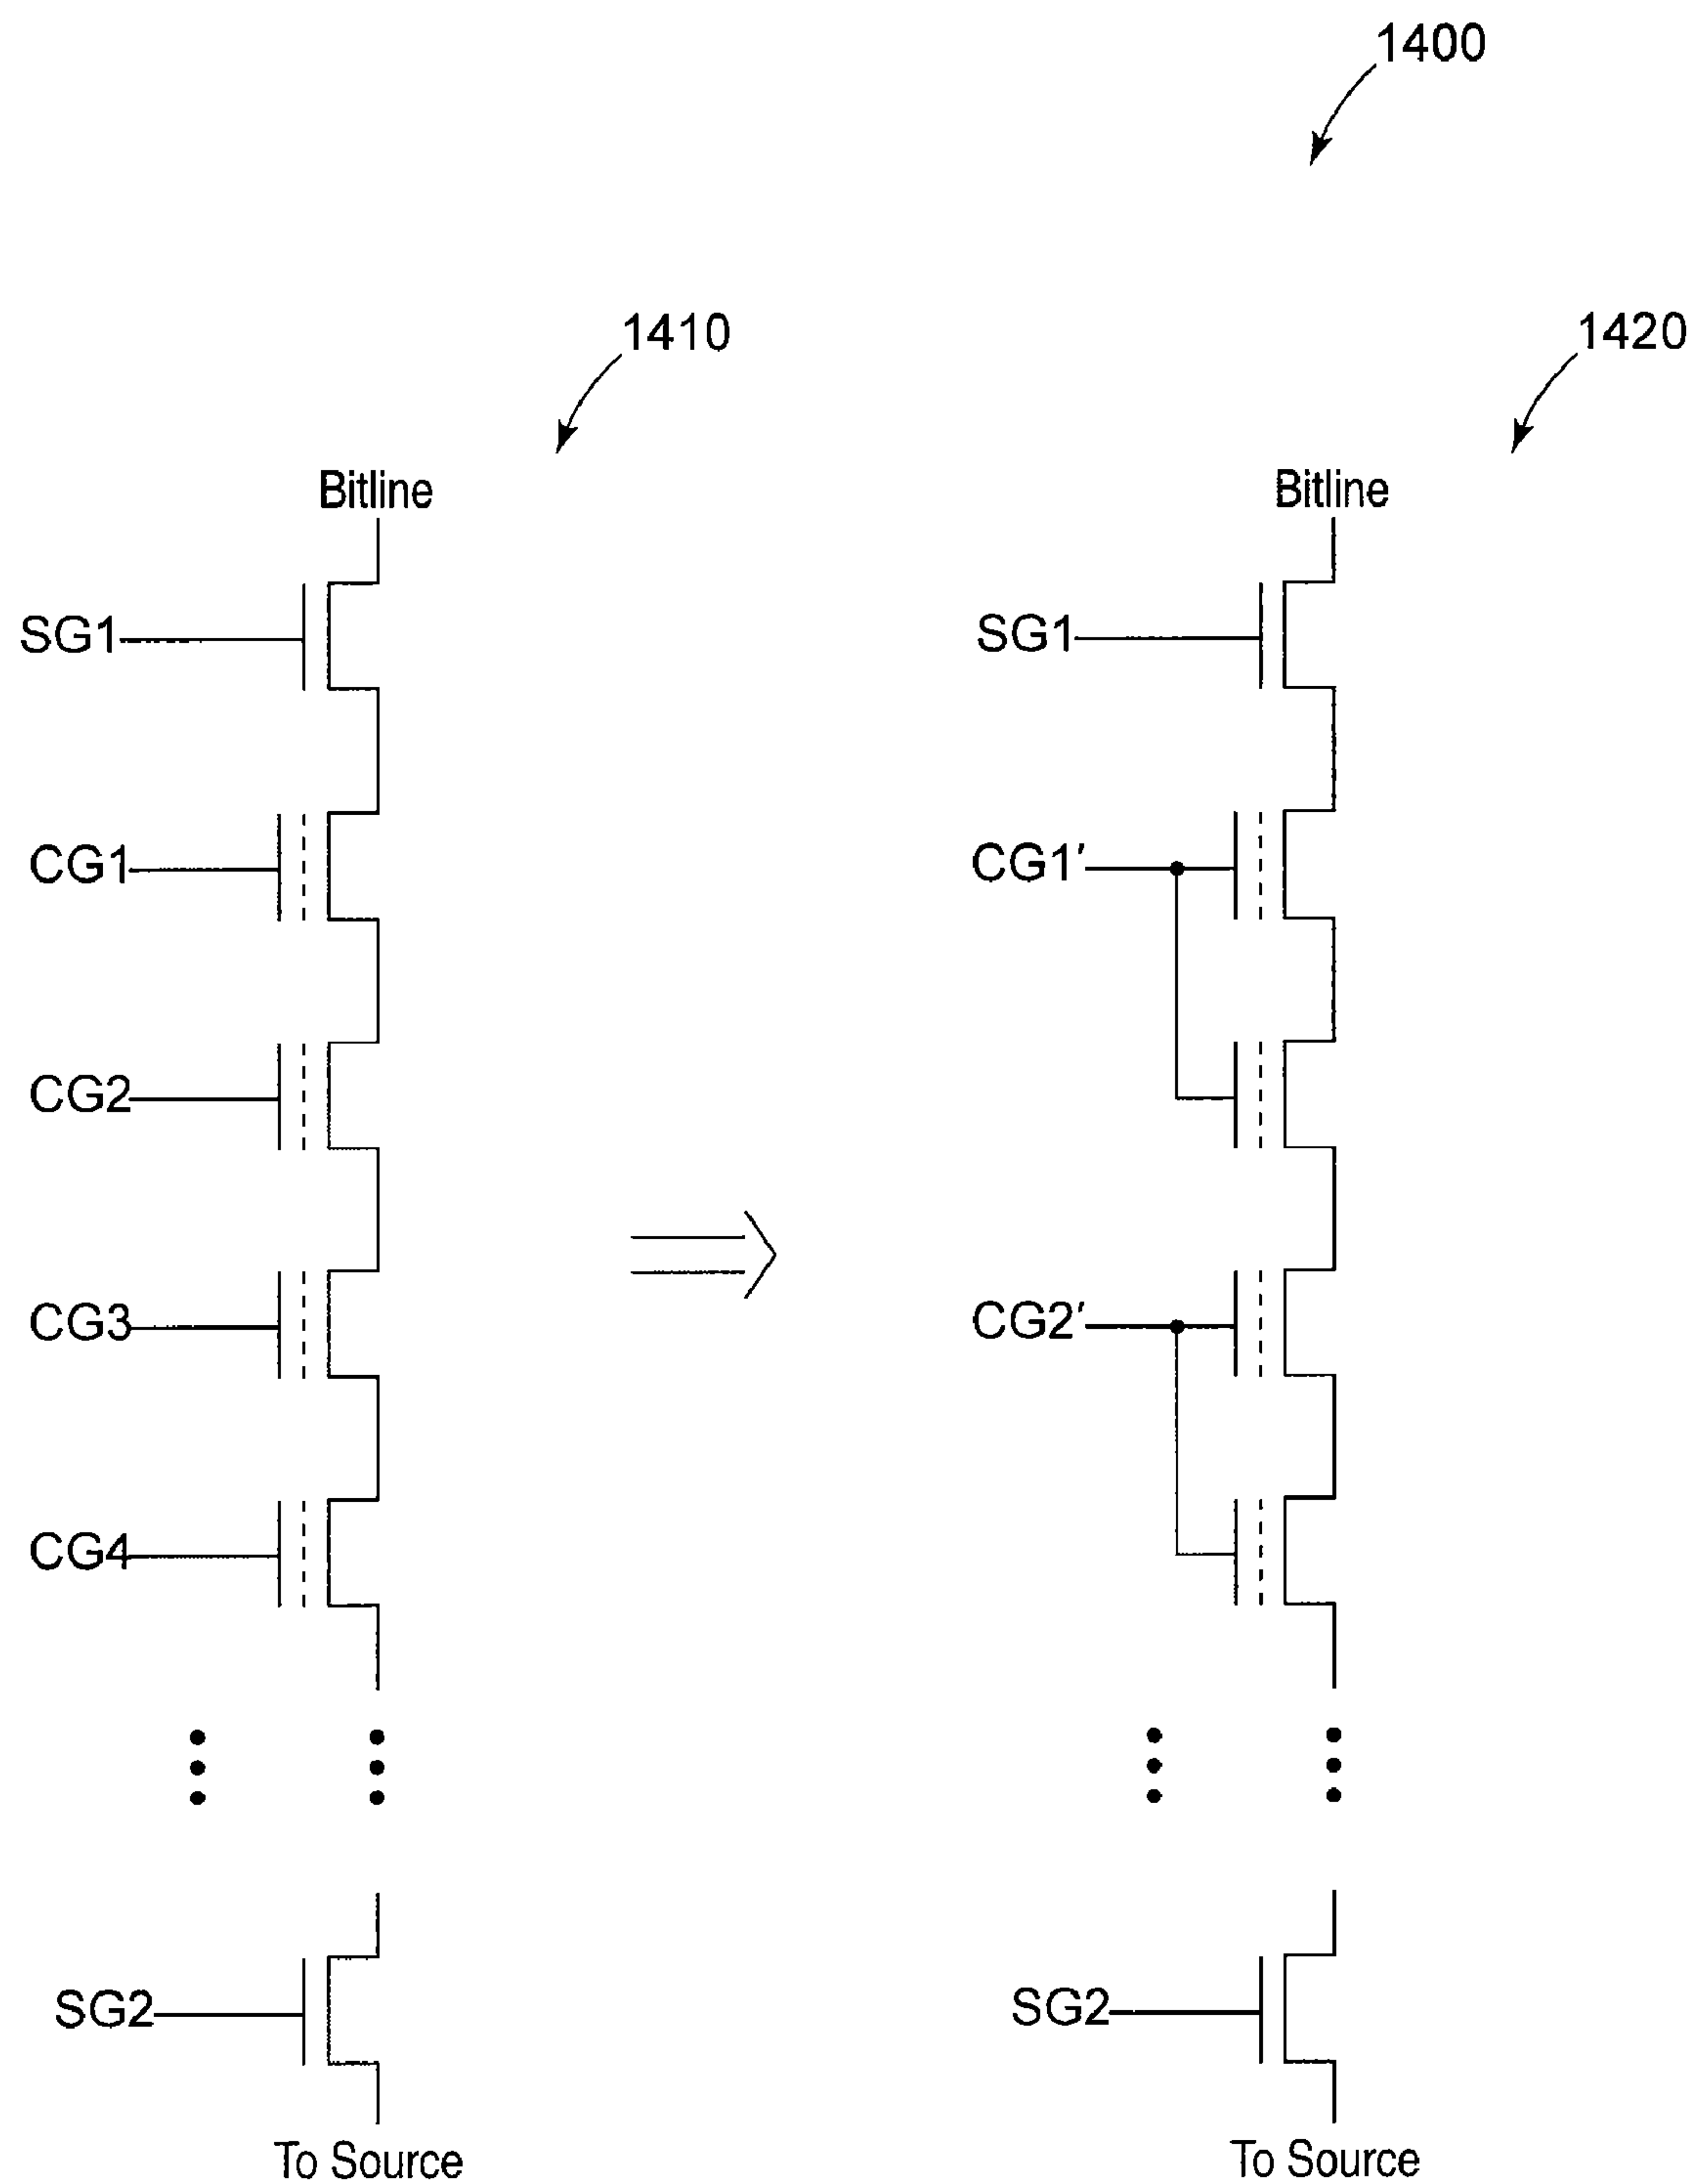 1400
1410
1420
Bitline
Bitline
SG1
SG1
CG1
CG1’
CG2
CG3
CG2’
CG4
SG2
SG2
To Source
To Source